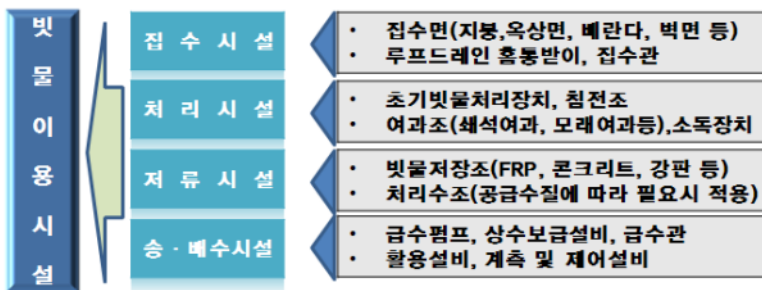 빗물이용시설
집 수 시 설
• 집수면(지붕,옥상면, 베란다, 벽면 등)
• 루프드레인 홈통받이, 집수관
처 리 시 설
• 초기빗물처리장치, 침전조
• 여과조(쇄석여과, 모래여과등),소독장치
저 류 시 설
• 빗물저장조(FRP, 콘크리트, 강판 등)
• 처리수조(공급수질에 따라 필요시 적용)
송 · 배수시설
• 급수펌프, 상수보급설비, 급수관
• 활용설비, 계측 및 제어설비